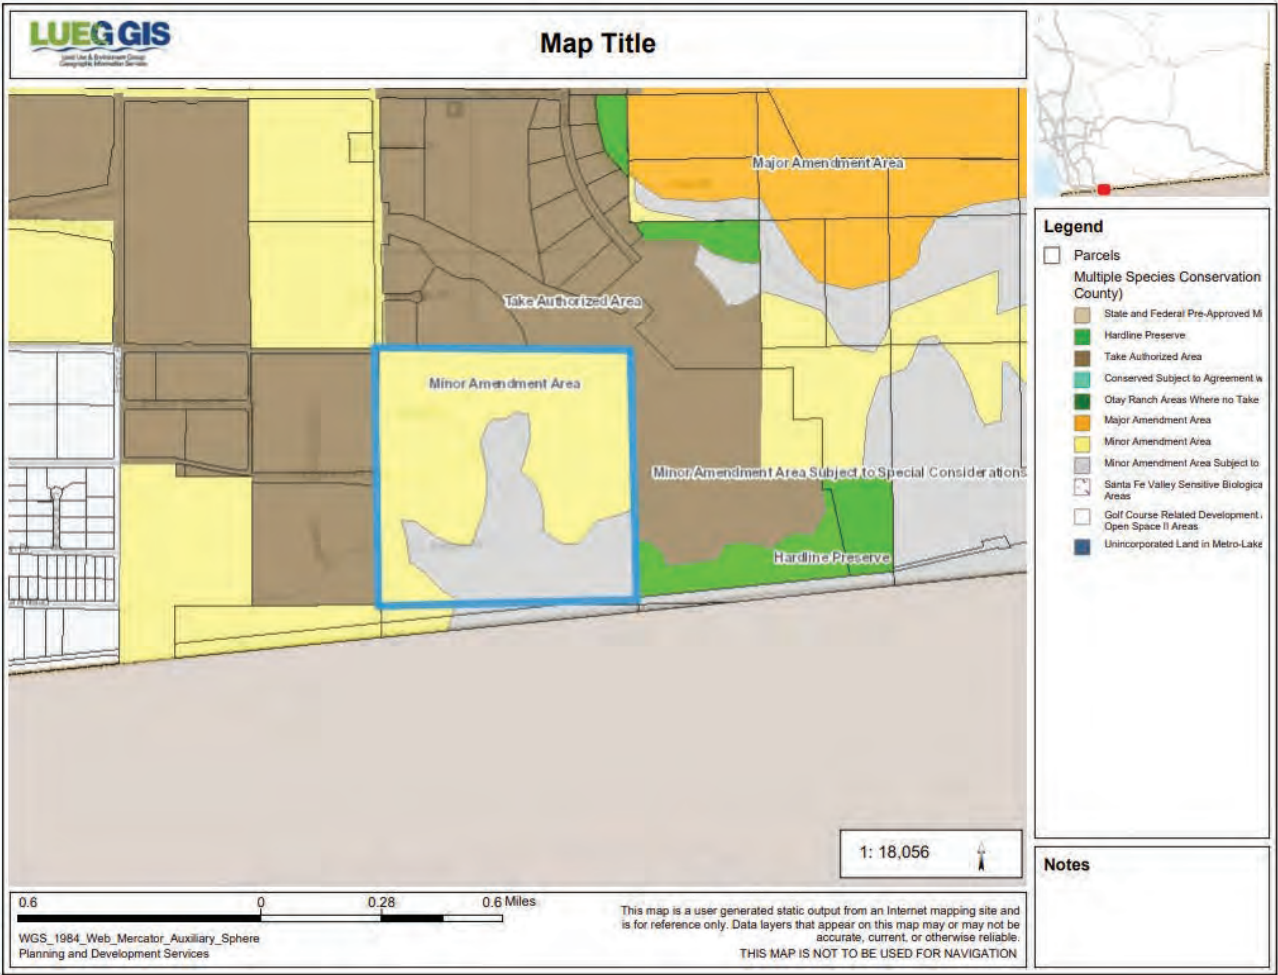 LUEG GIS
Land Use & Environment Group
Geographic Information Services
Map Title
Major Amendment Area
Take Authorized Area
Minor Amendment Area
Minor Amendment Area Subject to Special Considerations
Hardline Preserve
1: 18,056
Legend
Parcels
Multiple Species Conservation
County)
State and Federal Pre-Approved Mi
Hardline Preserve
Take Authorized Area
Conserved Subject to Agreement w
Otay Ranch Areas Where no Take
Major Amendment Area
Minor Amendment Area
Minor Amendment Area Subject to
Santa Fe Valley Sensitive Biologica
Areas
Golf Course Related Development
Open Space II Areas
Unincorporated Land in Metro-Lake
Notes
0.6 0 0.28 0.6 Miles
WGS_1984_Web_Mercator_Auxiliary_Sphere
Planning and Development Services
This map is a user generated static output from an Internet mapping site and
is for reference only. Data layers that appear on this map may or may not be
accurate, current, or otherwise reliable.
THIS MAP IS NOT TO BE USED FOR NAVIGATION